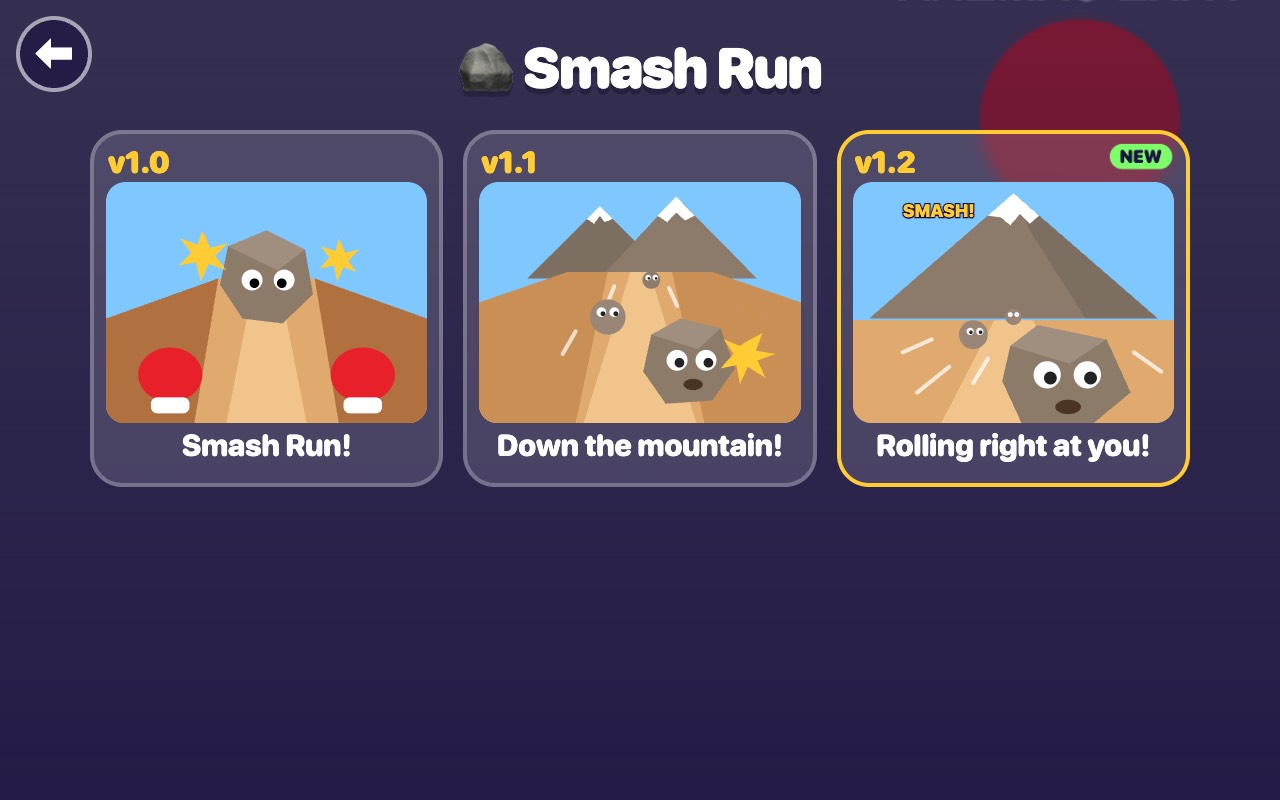 Smash Run
v1.0
Smash Run!
v1.1
Down the mountain!
v1.2
NEW
SMASH!
Rolling right at you!